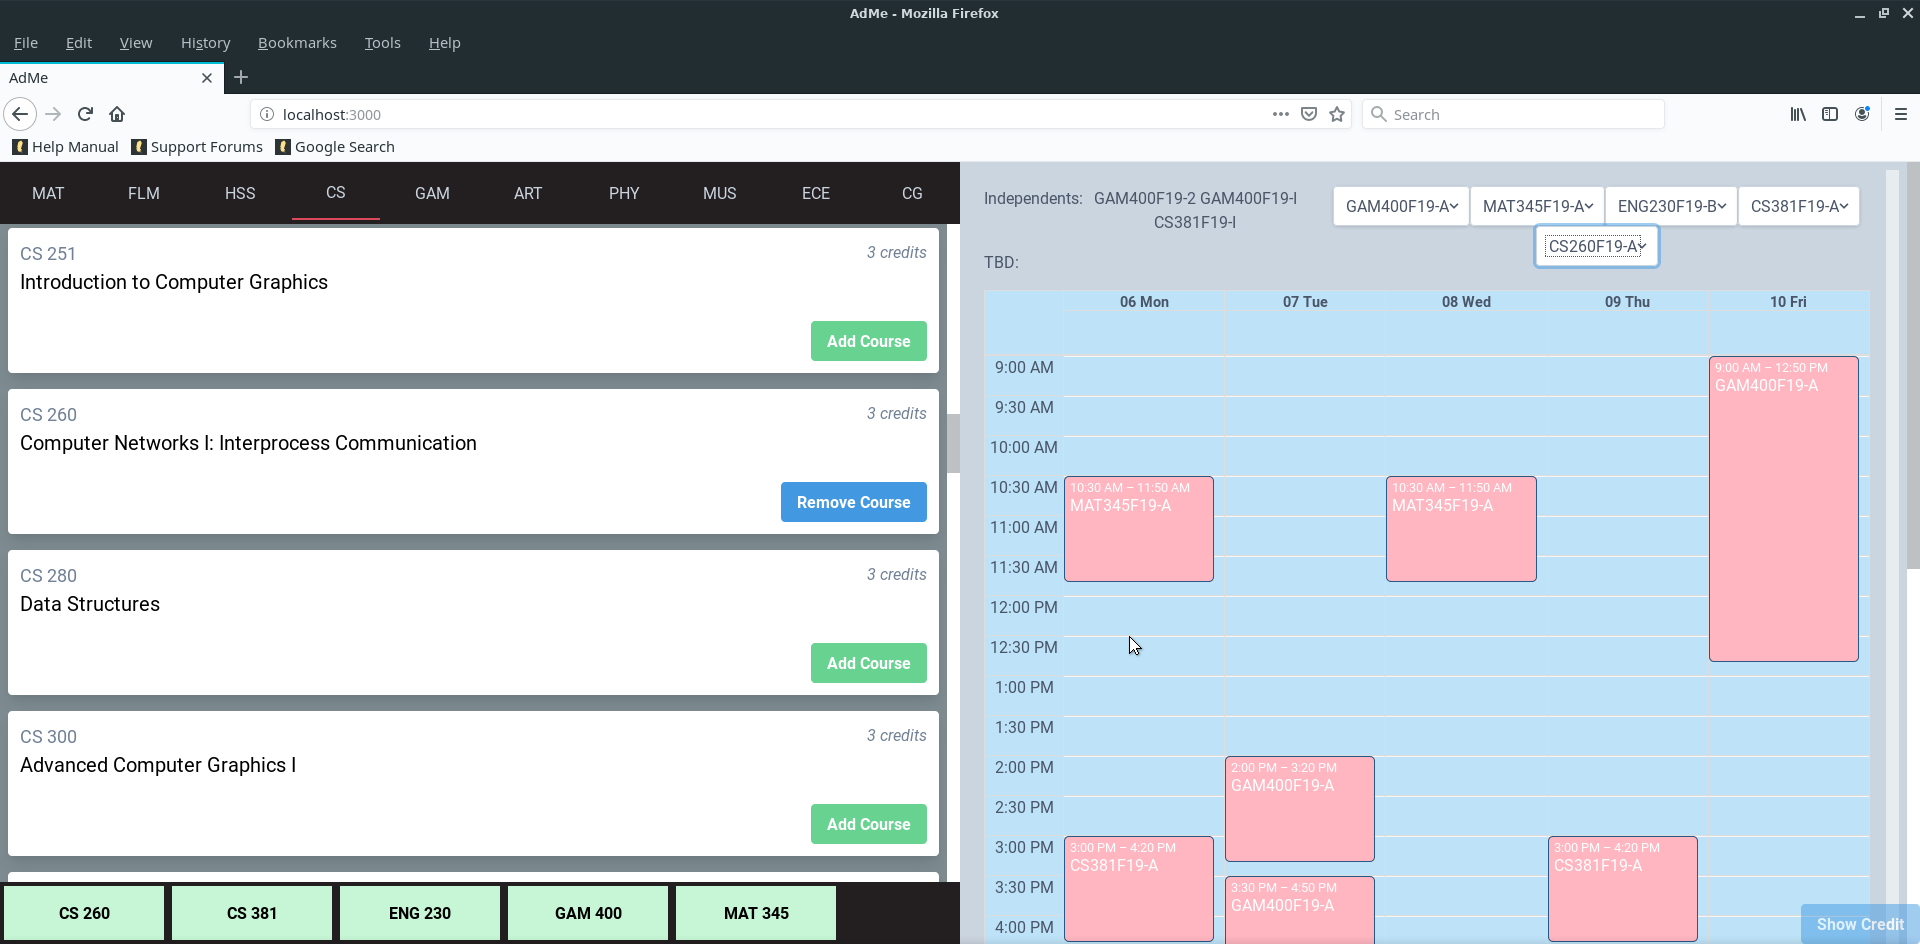 AdMe - Mozilla Firefox
File Edit View History Bookmarks Tools Help
AdMe
localhost:3000
Search
Help Manual Support Forums Google Search
MAT FLM HSS CS GAM ART PHY MUS ECE CG
CS 251
3 credits
Introduction to Computer Graphics
Add Course
CS 260
3 credits
Computer Networks I: Interprocess Communication
Remove Course
CS 280
3 credits
Data Structures
Add Course
CS 300
3 credits
Advanced Computer Graphics I
Add Course
CS 260 CS 381 ENG 230 GAM 400 MAT 345
Independents: GAM400F19-2 GAM400F19-I
CS381F19-I
TBD:
GAM400F19-A MAT345F19-A ENG230F19-B CS381F19-A
CS260F19-A
06 Mon 07 Tue 08 Wed 09 Thu 10 Fri
9:00 AM
9:30 AM
10:00 AM
10:30 AM
11:00 AM
11:30 AM
12:00 PM
12:30 PM
1:00 PM
1:30 PM
2:00 PM
2:30 PM
3:00 PM
3:30 PM
4:00 PM
10:30 AM – 11:50 AM
MAT345F19-A
3:00 PM – 4:20 PM
CS381F19-A
2:00 PM – 3:20 PM
GAM400F19-A
3:30 PM – 4:50 PM
GAM400F19-A
10:30 AM – 11:50 AM
MAT345F19-A
3:00 PM – 4:20 PM
CS381F19-A
9:00 AM – 12:50 PM
GAM400F19-A
Show Credit